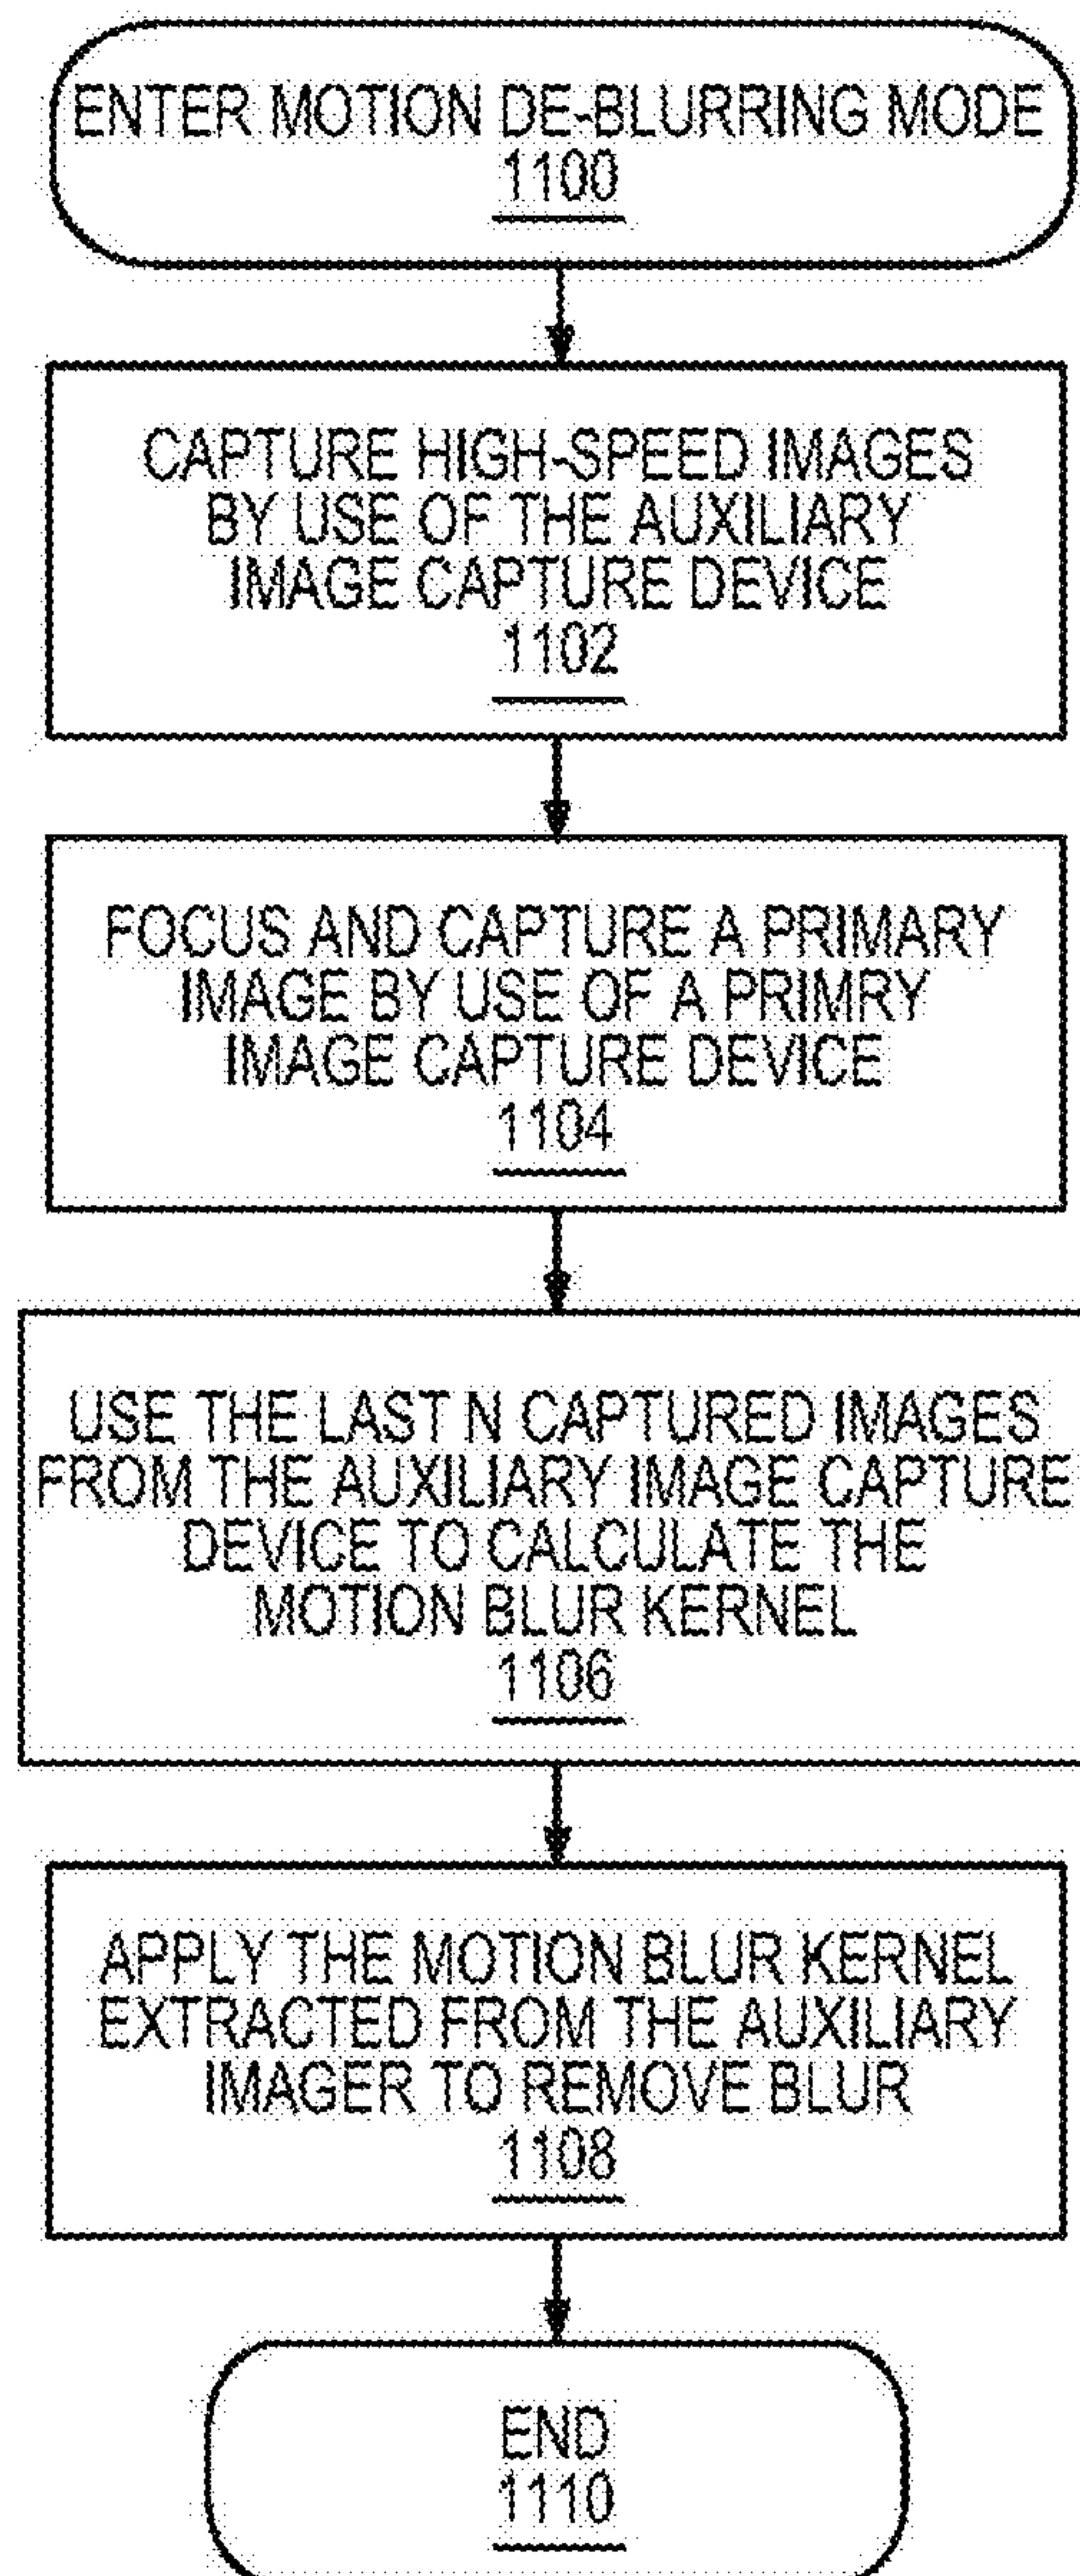 ENTER MOTION DE-BLURRING MODE
1100
CAPTURE HIGH-SPEED IMAGES
BY USE OF THE AUXILIARY
IMAGE CAPTURE DEVICE
1102
FOCUS AND CAPTURE A PRIMARY
IMAGE BY USE OF A PRIMRY
IMAGE CAPTURE DEVICE
1104
USE THE LAST N CAPTURED IMAGES
FROM THE AUXILIARY IMAGE CAPTURE
DEVICE TO CALCULATE THE
MOTION BLUR KERNEL
1106
APPLY THE MOTION BLUR KERNEL
EXTRACTED FROM THE AUXILIARY
IMAGER TO REMOVE BLUR
1108
END
1110